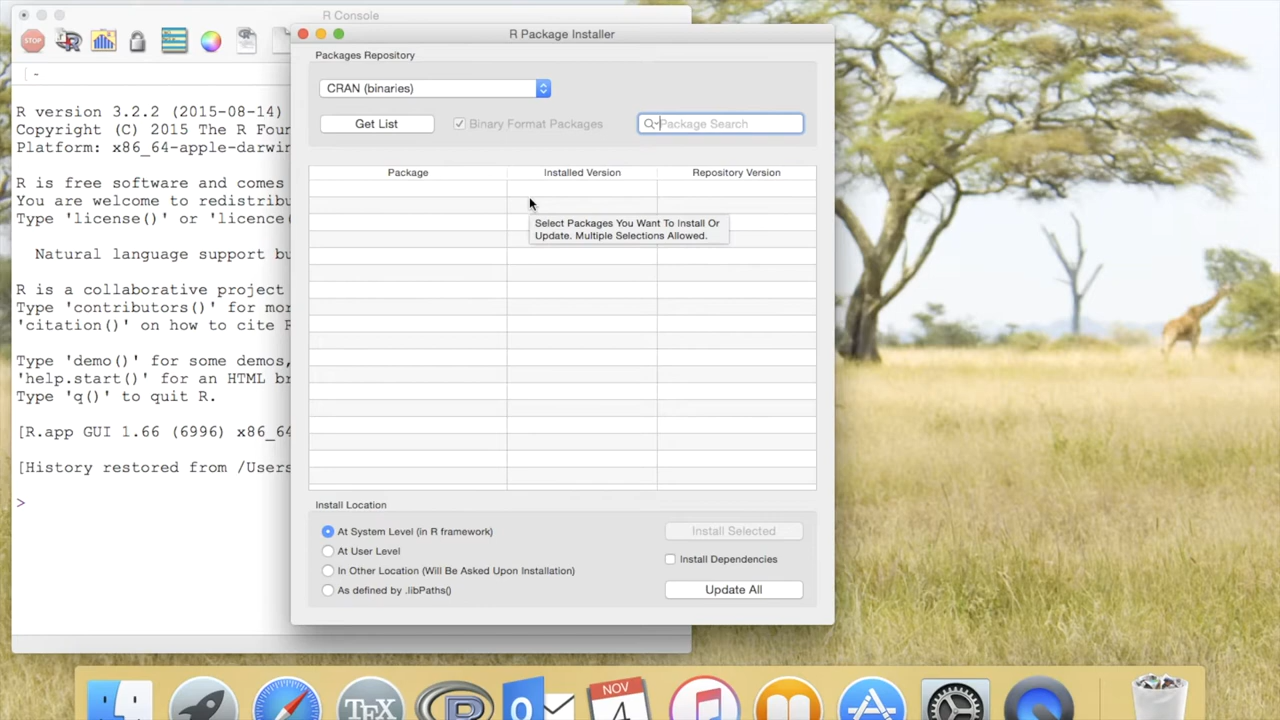 R Console
R Package Installer
STOP
Packages Repository
-
CRAN (binaries)
Get List
Binary Format Packages
Package Search
R version 3.2.2 (2015-08-14)
Copyright (C) 2015 The R Foun
Platform: x86_64-apple-darwin
R is free software and comes
You are welcome to redistribu
Type 'license()' or 'licence(
Natural language support bu
R is a collaborative project
Type 'contributors()' for mor
'citation()' on how to cite R
Type 'demo()' for some demos,
'help.start()' for an HTML br
Type 'q()' to quit R.
[R.app GUI 1.66 (6996) x86_64
[History restored from /Users
>
Package
Installed Version
Repository Version
Select Packages You Want To Install Or
Update. Multiple Selections Allowed.
Install Location
At System Level (in R framework)
Install Selected
At User Level
Install Dependencies
In Other Location (Will Be Asked Upon Installation)
As defined by .libPaths()
Update All
TEX
R
O
NOV
4